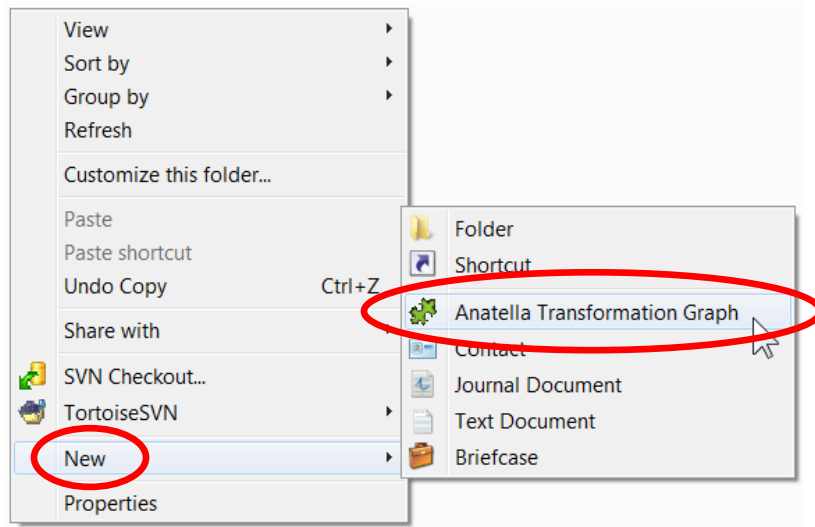 View
Sort by
Group by
Refresh
Customize this folder...
Paste
Paste shortcut
Undo Copy Ctrl+Z
Share with
SVN Checkout...
TortoiseSVN
New
Properties
Folder
Shortcut
Anatella Transformation Graph
Contact
Journal Document
Text Document
Briefcase